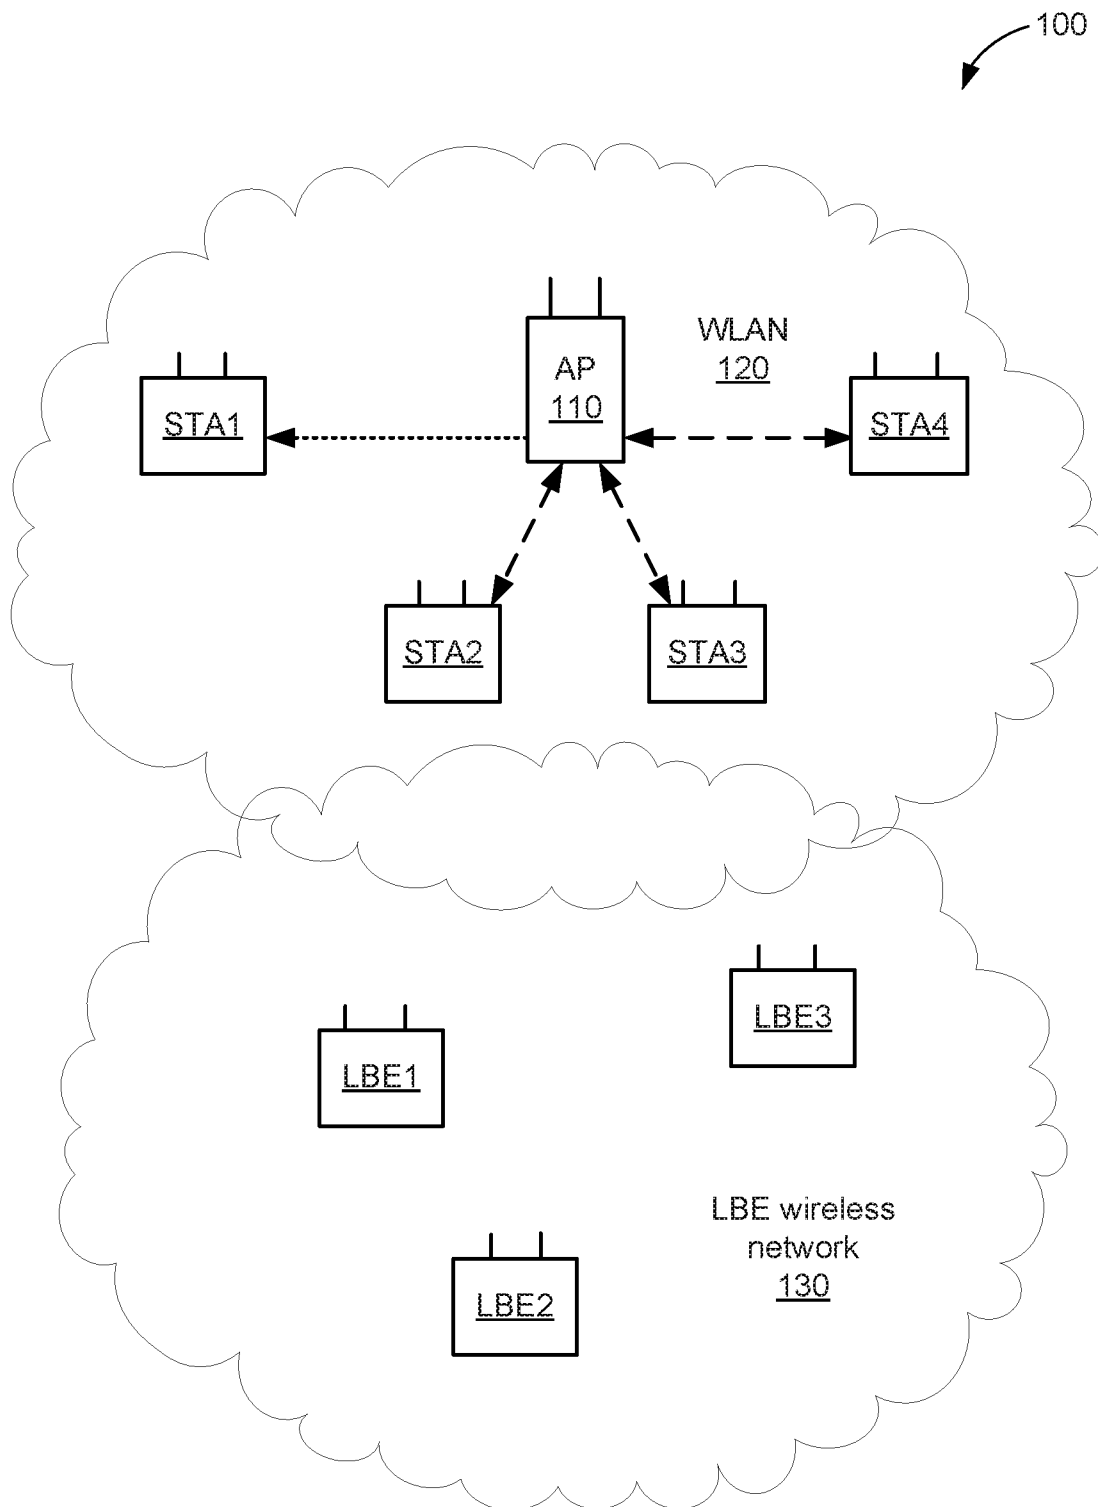 100
WLAN
120
AP
110
STA1
STA4
STA2
STA3
LBE3
LBE1
LBE wireless
network
130
LBE2